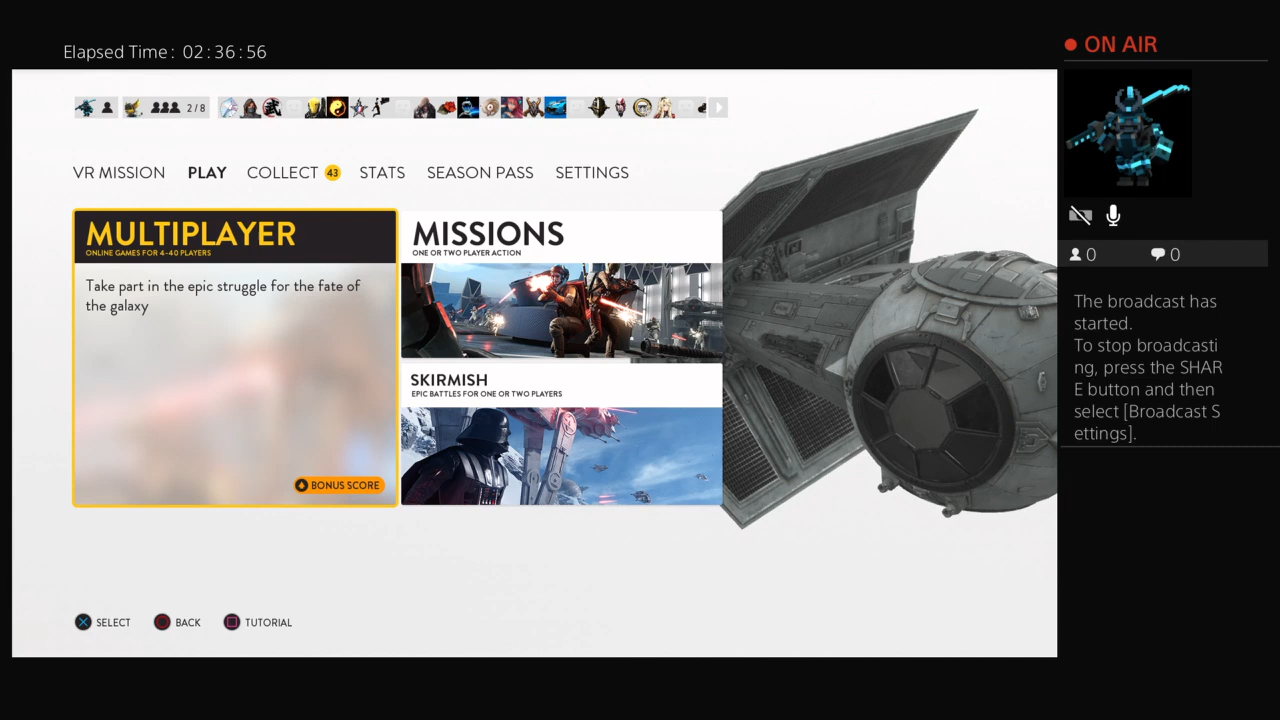 Elapsed Time: 02:36:56
ON AIR
2/8
VR MISSION PLAY COLLECT 43 STATS SEASON PASS SETTINGS
MULTIPLAYER
ONLINE GAMES FOR 4-40 PLAYERS
Take part in the epic struggle for the fate of
the galaxy
BONUS SCORE
MISSIONS
ONE OR TWO PLAYER ACTION
SKIRMISH
EPIC BATTLES FOR ONE OR TWO PLAYERS
SELECT BACK TUTORIAL
0 0
The broadcast has
started.
To stop broadcasti
ng, press the SHAR
E button and then
select [Broadcast S
ettings].